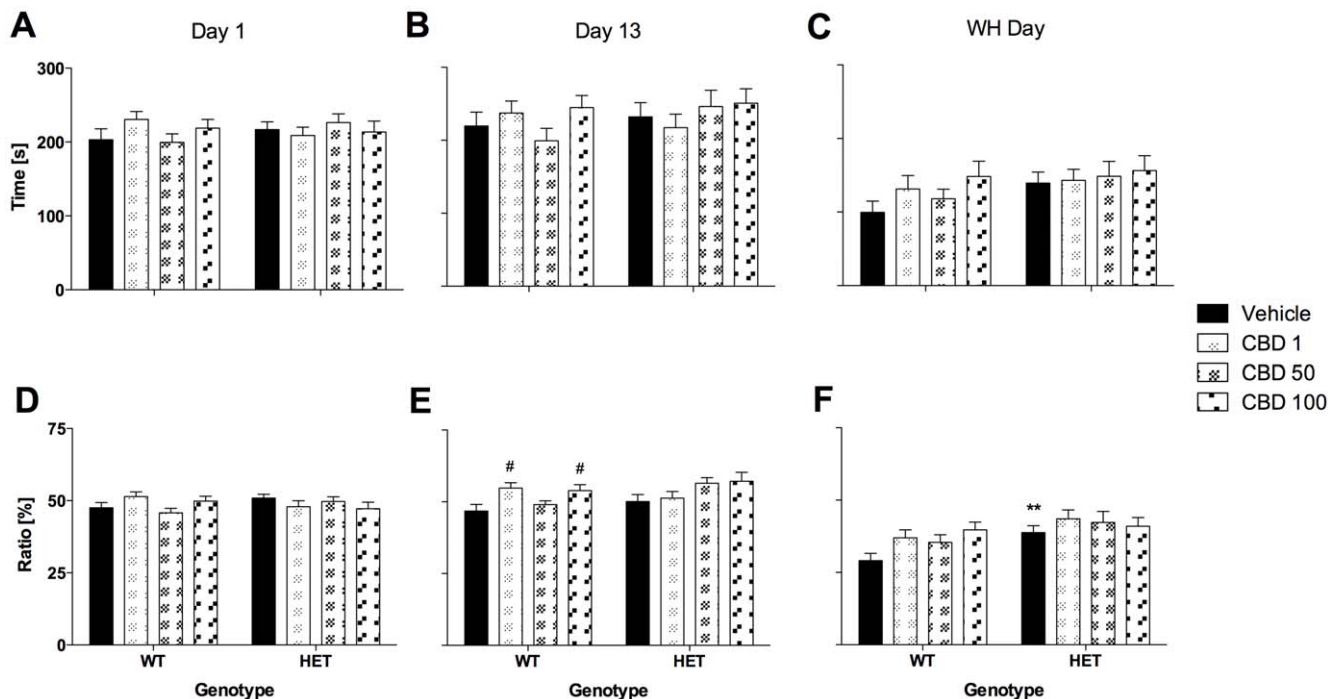 A
Day 1
B
Day 13
C
WH Day
300
200
100
0
Time [s]
Vehicle
CBD 1
CBD 50
CBD 100
D
E
F
75
50
25
0
Ratio [%]
# #
**
WT HET
WT HET
WT HET
Genotype
Genotype
Genotype